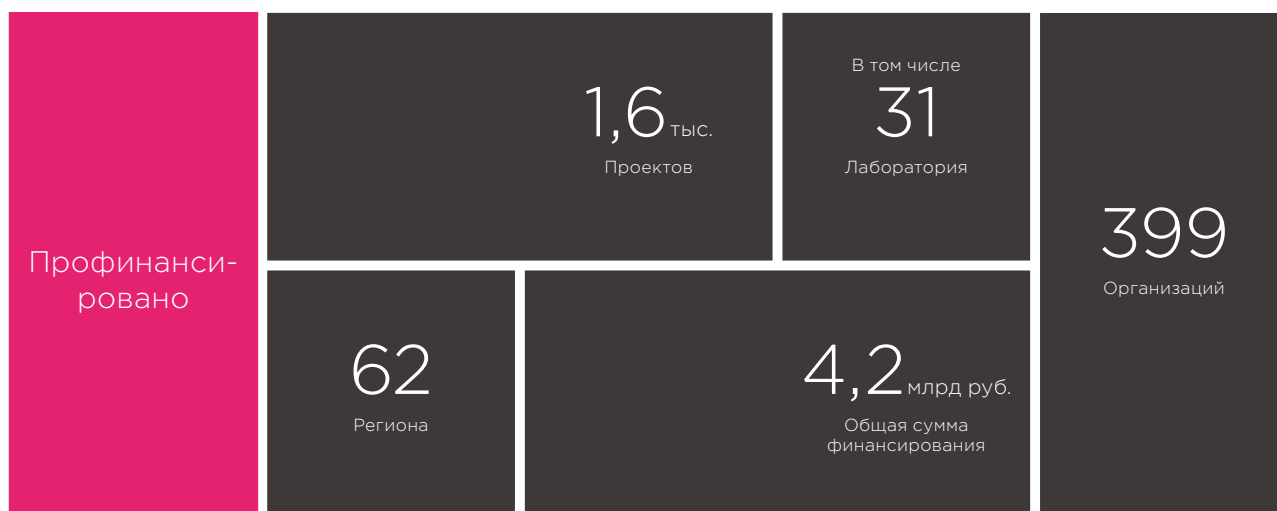 Профинанси-
ровано
1,6 тыс.
Проектов
В том числе
31
Лаборатория
399
Организаций
62
Региона
4,2 млрд руб.
Общая сумма
финансирования